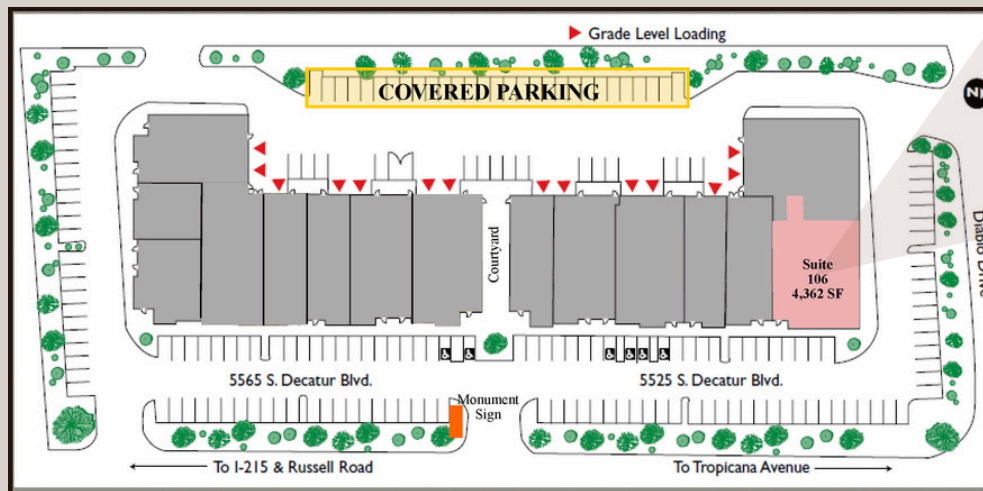 Grade Level Loading
COVERED PARKING
N
Courtyard
Diablo Drive
Suite
106
4,362 SF
5565 S. Decatur Blvd.
5525 S. Decatur Blvd.
Monument
Sign
To I-215 & Russell Road
To Tropicana Avenue